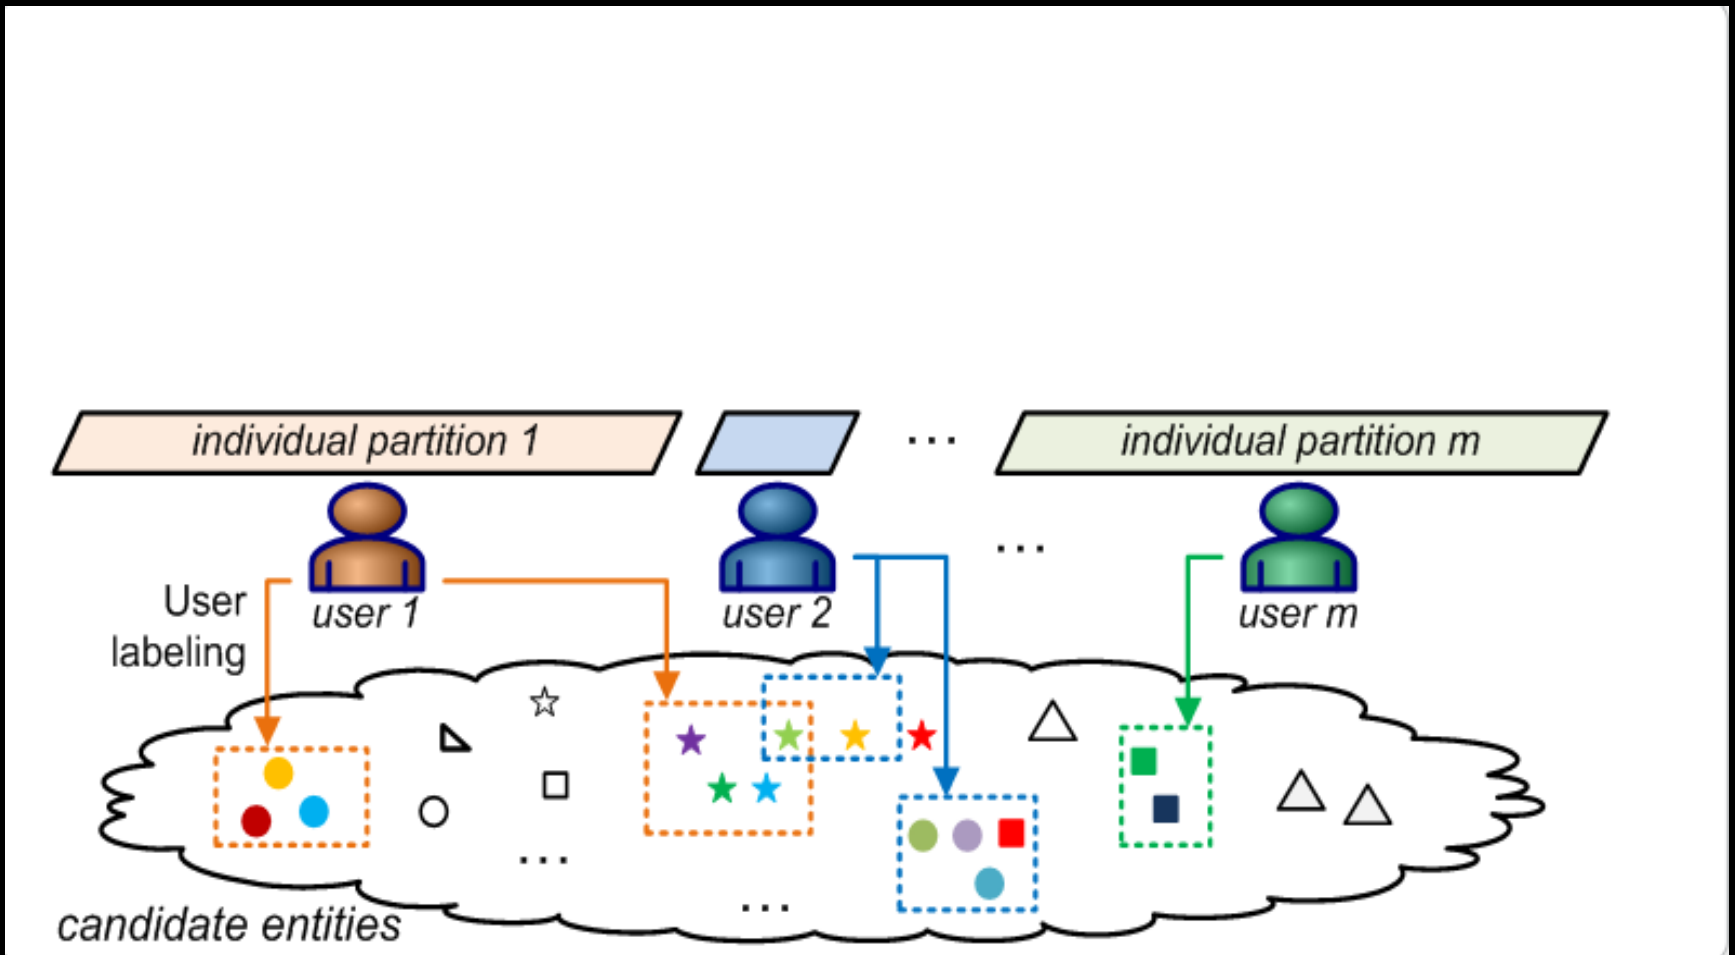 individual partition 1
...
individual partition m
...
user 1
user 2
user m
User
labeling
...
...
candidate entities